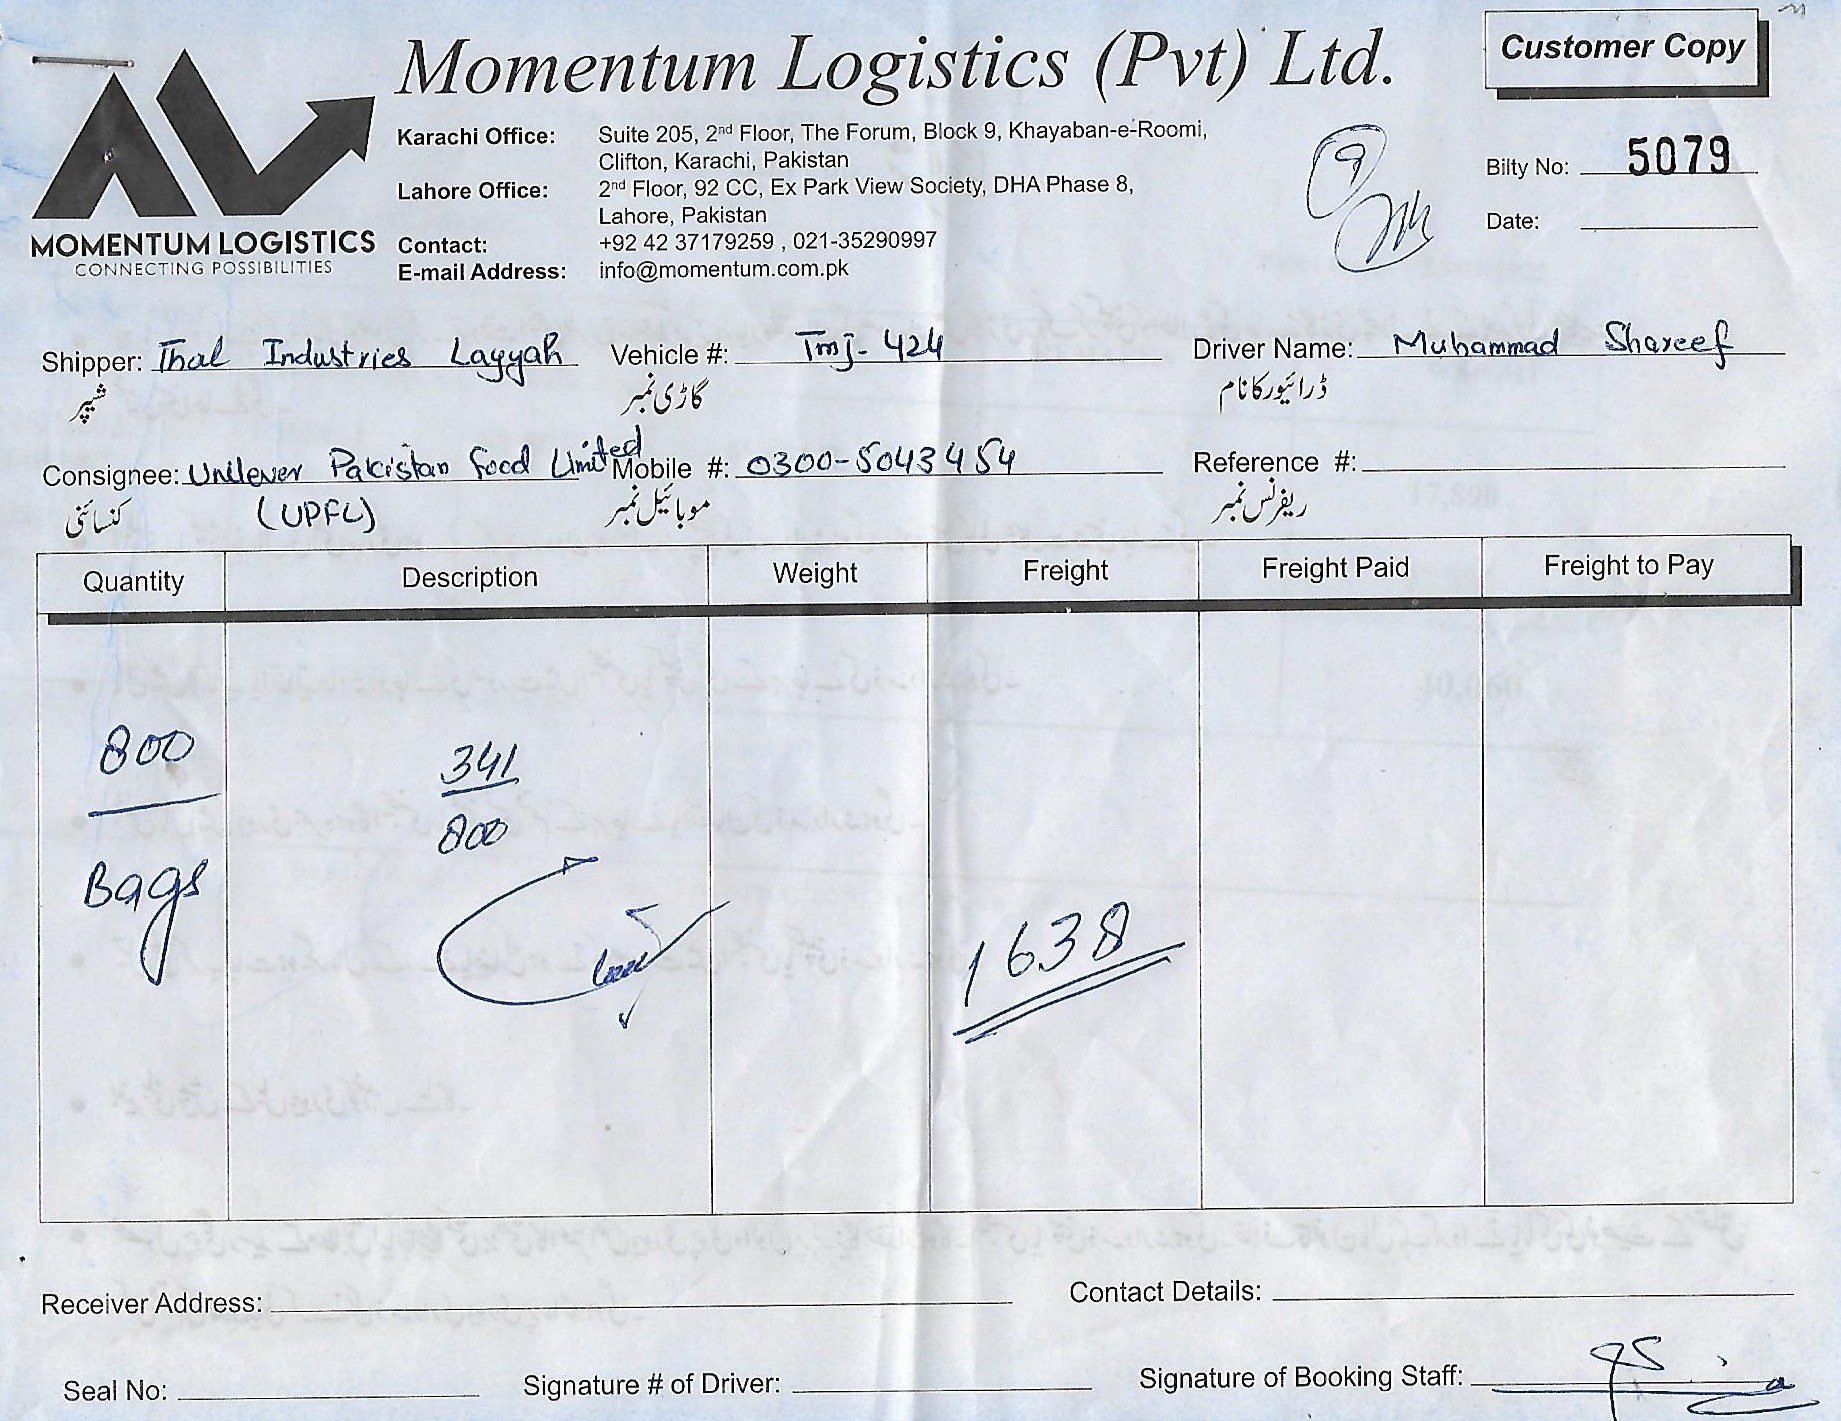 Momentum Logistics (Pvt) Ltd.
Customer Copy
MOMENTUM LOGISTICS
CONNECTING POSSIBILITIES
Karachi Office: Suite 205, 2nd Floor, The Forum, Block 9, Khayaban-e-Roomi,
Clifton, Karachi, Pakistan
Lahore Office: 2nd Floor, 92 CC, Ex Park View Society, DHA Phase 8,
Lahore, Pakistan
Contact: +92 42 37179259 , 021-35290997
E-mail Address: info@momentum.com.pk
9
Bilty No: 5079
Date:
Shipper: Thal Industries Layyah Vehicle #: Tmj-424 Driver Name: Muhammad Shareef
شیپر گاڑی نمبر ڈرائیور کا نام
Consignee: Unilever Pakistan Food Limited Mobile #: 0300-5043454 Reference #:
کنسائنی (UPFL) موبائیل نمبر ریفرنس نمبر
Quantity Description Weight Freight Freight Paid Freight to Pay
800 341
800
Bags
1638
Receiver Address: Contact Details:
Seal No: Signature # of Driver: Signature of Booking Staff: